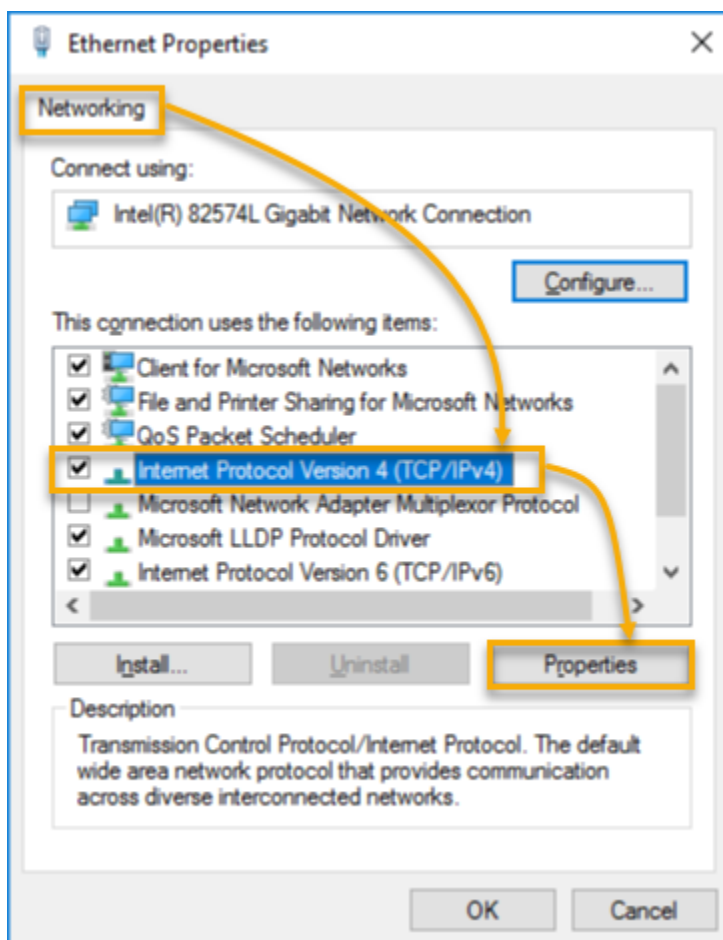 Ethernet Properties
Networking
Connect using:
Intel(R) 82574L Gigabit Network Connection
Configure...
This connection uses the following items:
Client for Microsoft Networks
File and Printer Sharing for Microsoft Networks
QoS Packet Scheduler
Internet Protocol Version 4 (TCP/IPv4)
Microsoft Network Adapter Multiplexor Protocol
Microsoft LLDP Protocol Driver
Internet Protocol Version 6 (TCP/IPv6)
Install... Uninstall Properties
Description
Transmission Control Protocol/Internet Protocol. The default
wide area network protocol that provides communication
across diverse interconnected networks.
OK Cancel